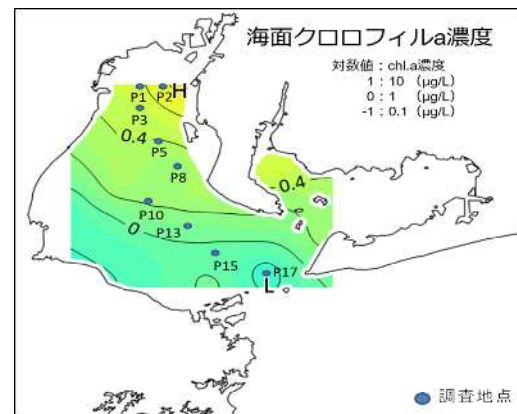 海面クロロフィルa濃度
対数値：chl.a濃度
1：10 (μg/L)
0：1 (μg/L)
-1：0.1 (μg/L)
P1 P2 H
P3
0.4
P5
P8
0.4
P10
0
P13
P15
P17
L
調査地点